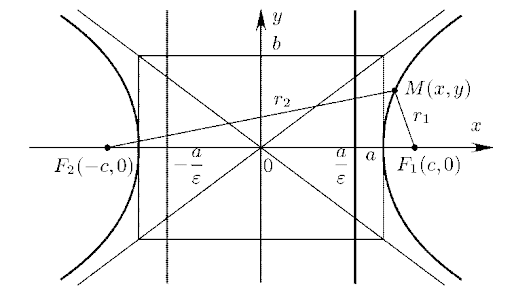 y
b
M(x, y)
r₂
r₁
x
F₂(−c, 0)
−a/ε
0
a/ε
a
F₁(c, 0)